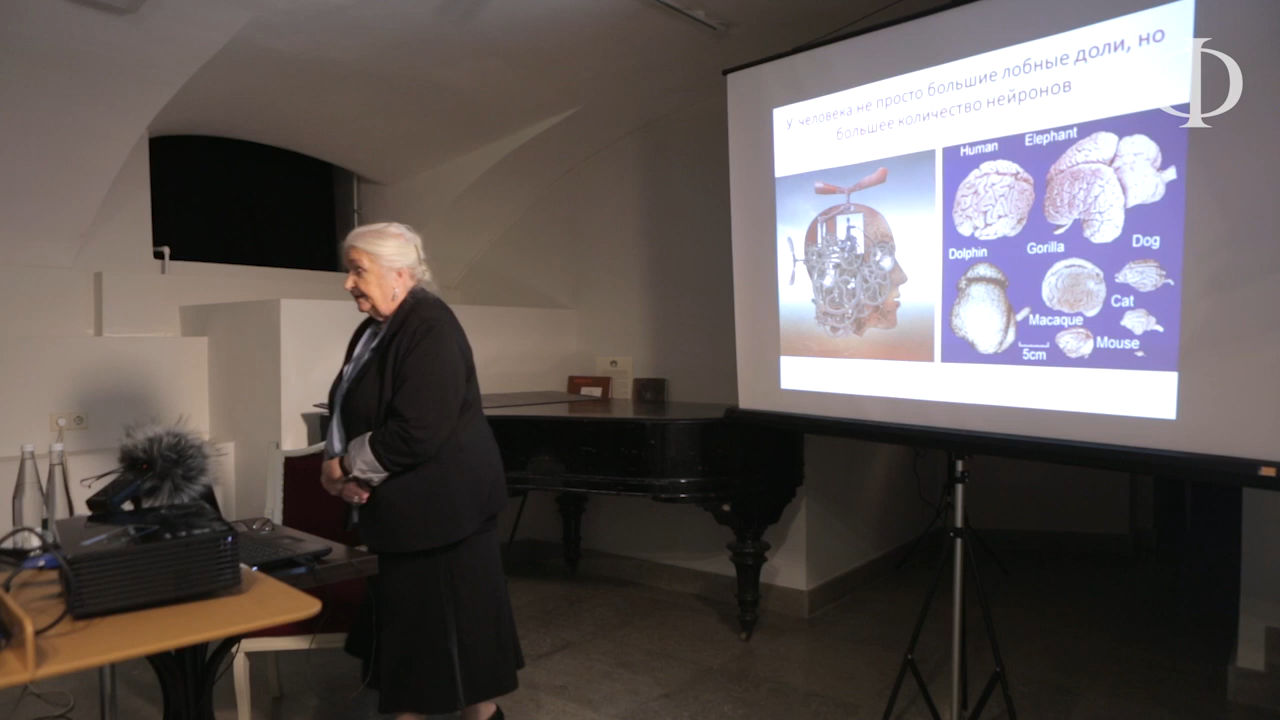 У человека не просто большие лобные доли, но
большее количество нейронов
Human
Elephant
Dolphin
Gorilla
Dog
Cat
Macaque
Mouse
5cm
Ф